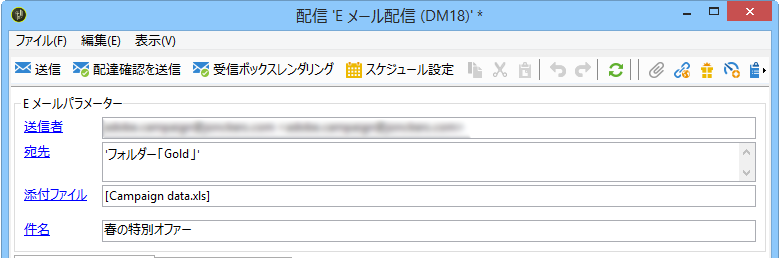 配信 'E メール配信 (DM18)' *
ファイル(F) 編集(E) 表示(V)
送信 配達確認を送信 受信ボックスレンダリング スケジュール設定
E メールパラメーター
送信者
宛先 'フォルダー「Gold」'
添付ファイル [Campaign data.xls]
件名 春の特別オファー